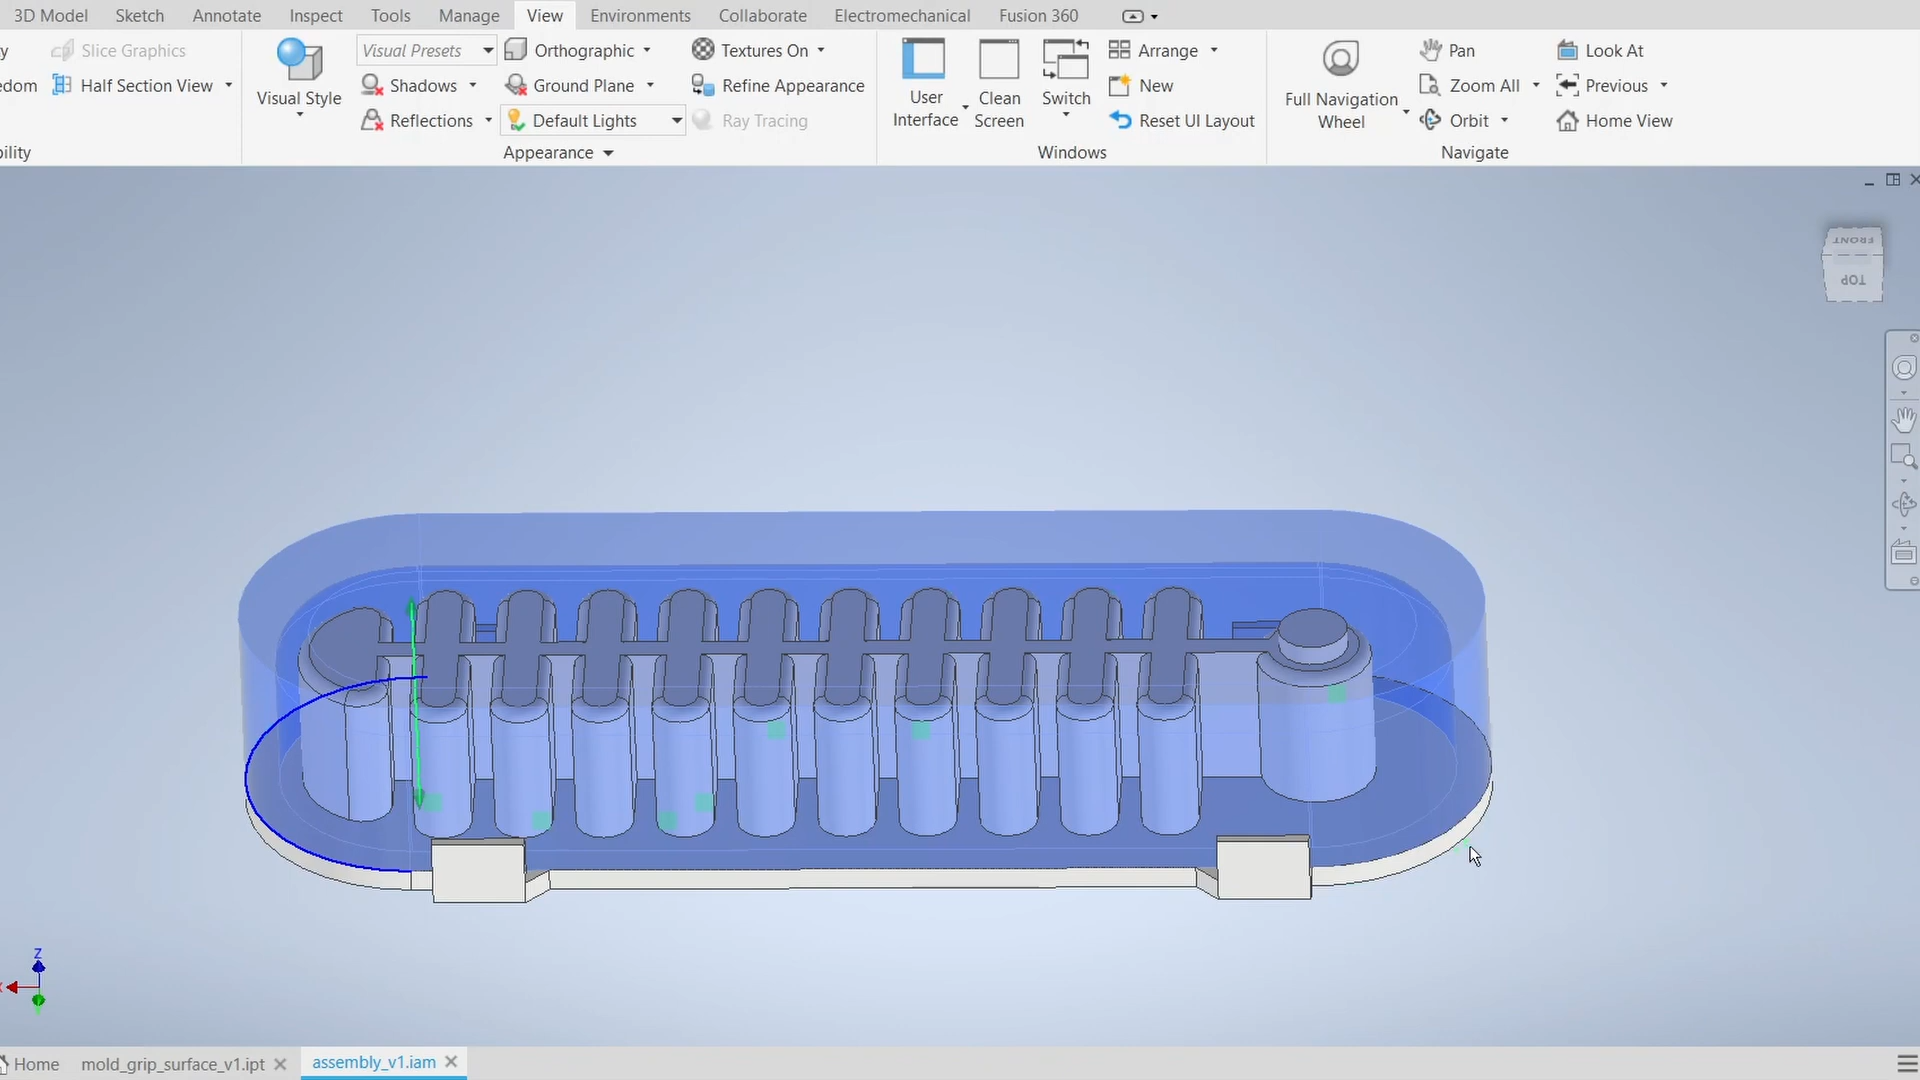 3D Model Sketch Annotate Inspect Tools Manage View Environments Collaborate Electromechanical Fusion 360
Slice Graphics
edom Half Section View
bility
Visual Style
Visual Presets
Shadows
Reflections
Orthographic
Ground Plane
Default Lights
Textures On
Refine Appearance
Ray Tracing
Appearance
User
Interface
Clean
Screen
Switch
Arrange
New
Reset UI Layout
Windows
Full Navigation
Wheel
Pan
Zoom All
Orbit
Look At
Previous
Home View
Navigate
FRONT
TOP
Z
Home mold_grip_surface_v1.ipt assembly_v1.iam